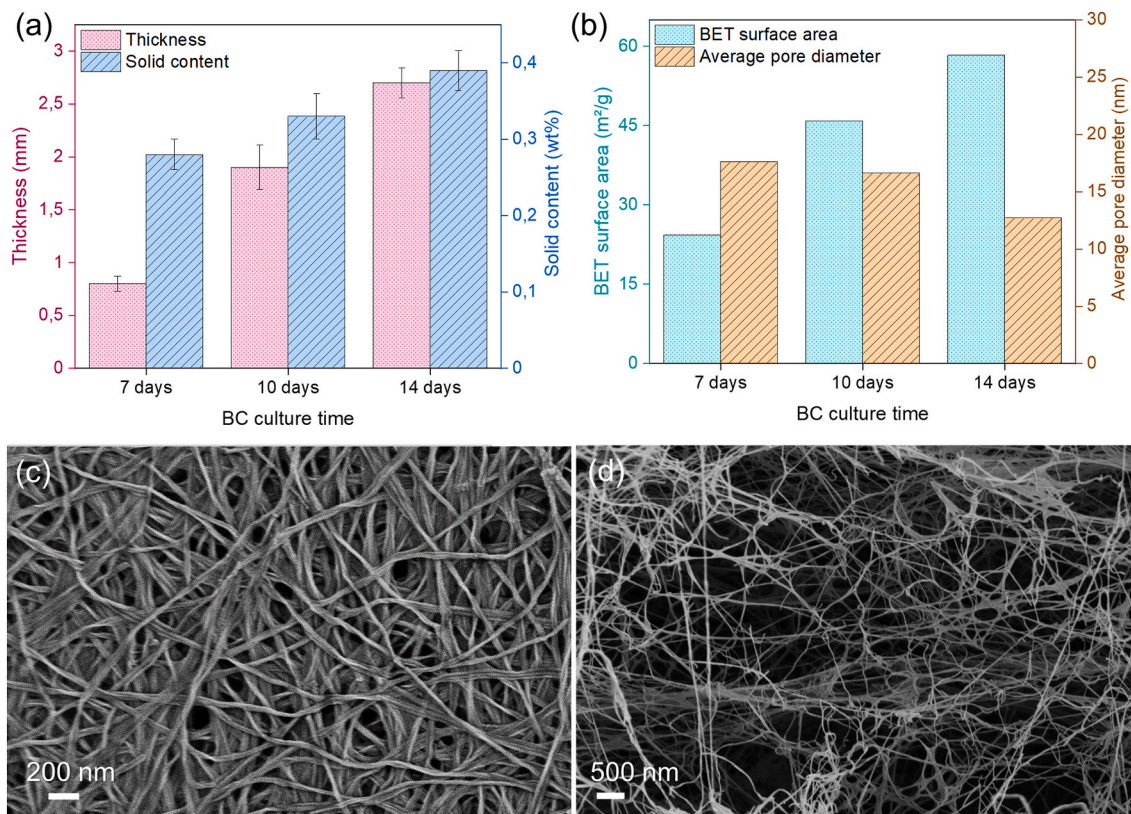 (a)
Thickness
Solid content
3
2,5
2
1,5
1
0,5
0
Thickness (mm)
0,4
0,3
0,2
0,1
0
Solid content (wt%)
7 days
10 days
14 days
BC culture time
(b)
BET surface area
Average pore diameter
60
45
30
15
0
BET surface area (m²/g)
30
25
20
15
10
5
0
Average pore diameter (nm)
7 days
10 days
14 days
BC culture time
(c)
200 nm
(d)
500 nm